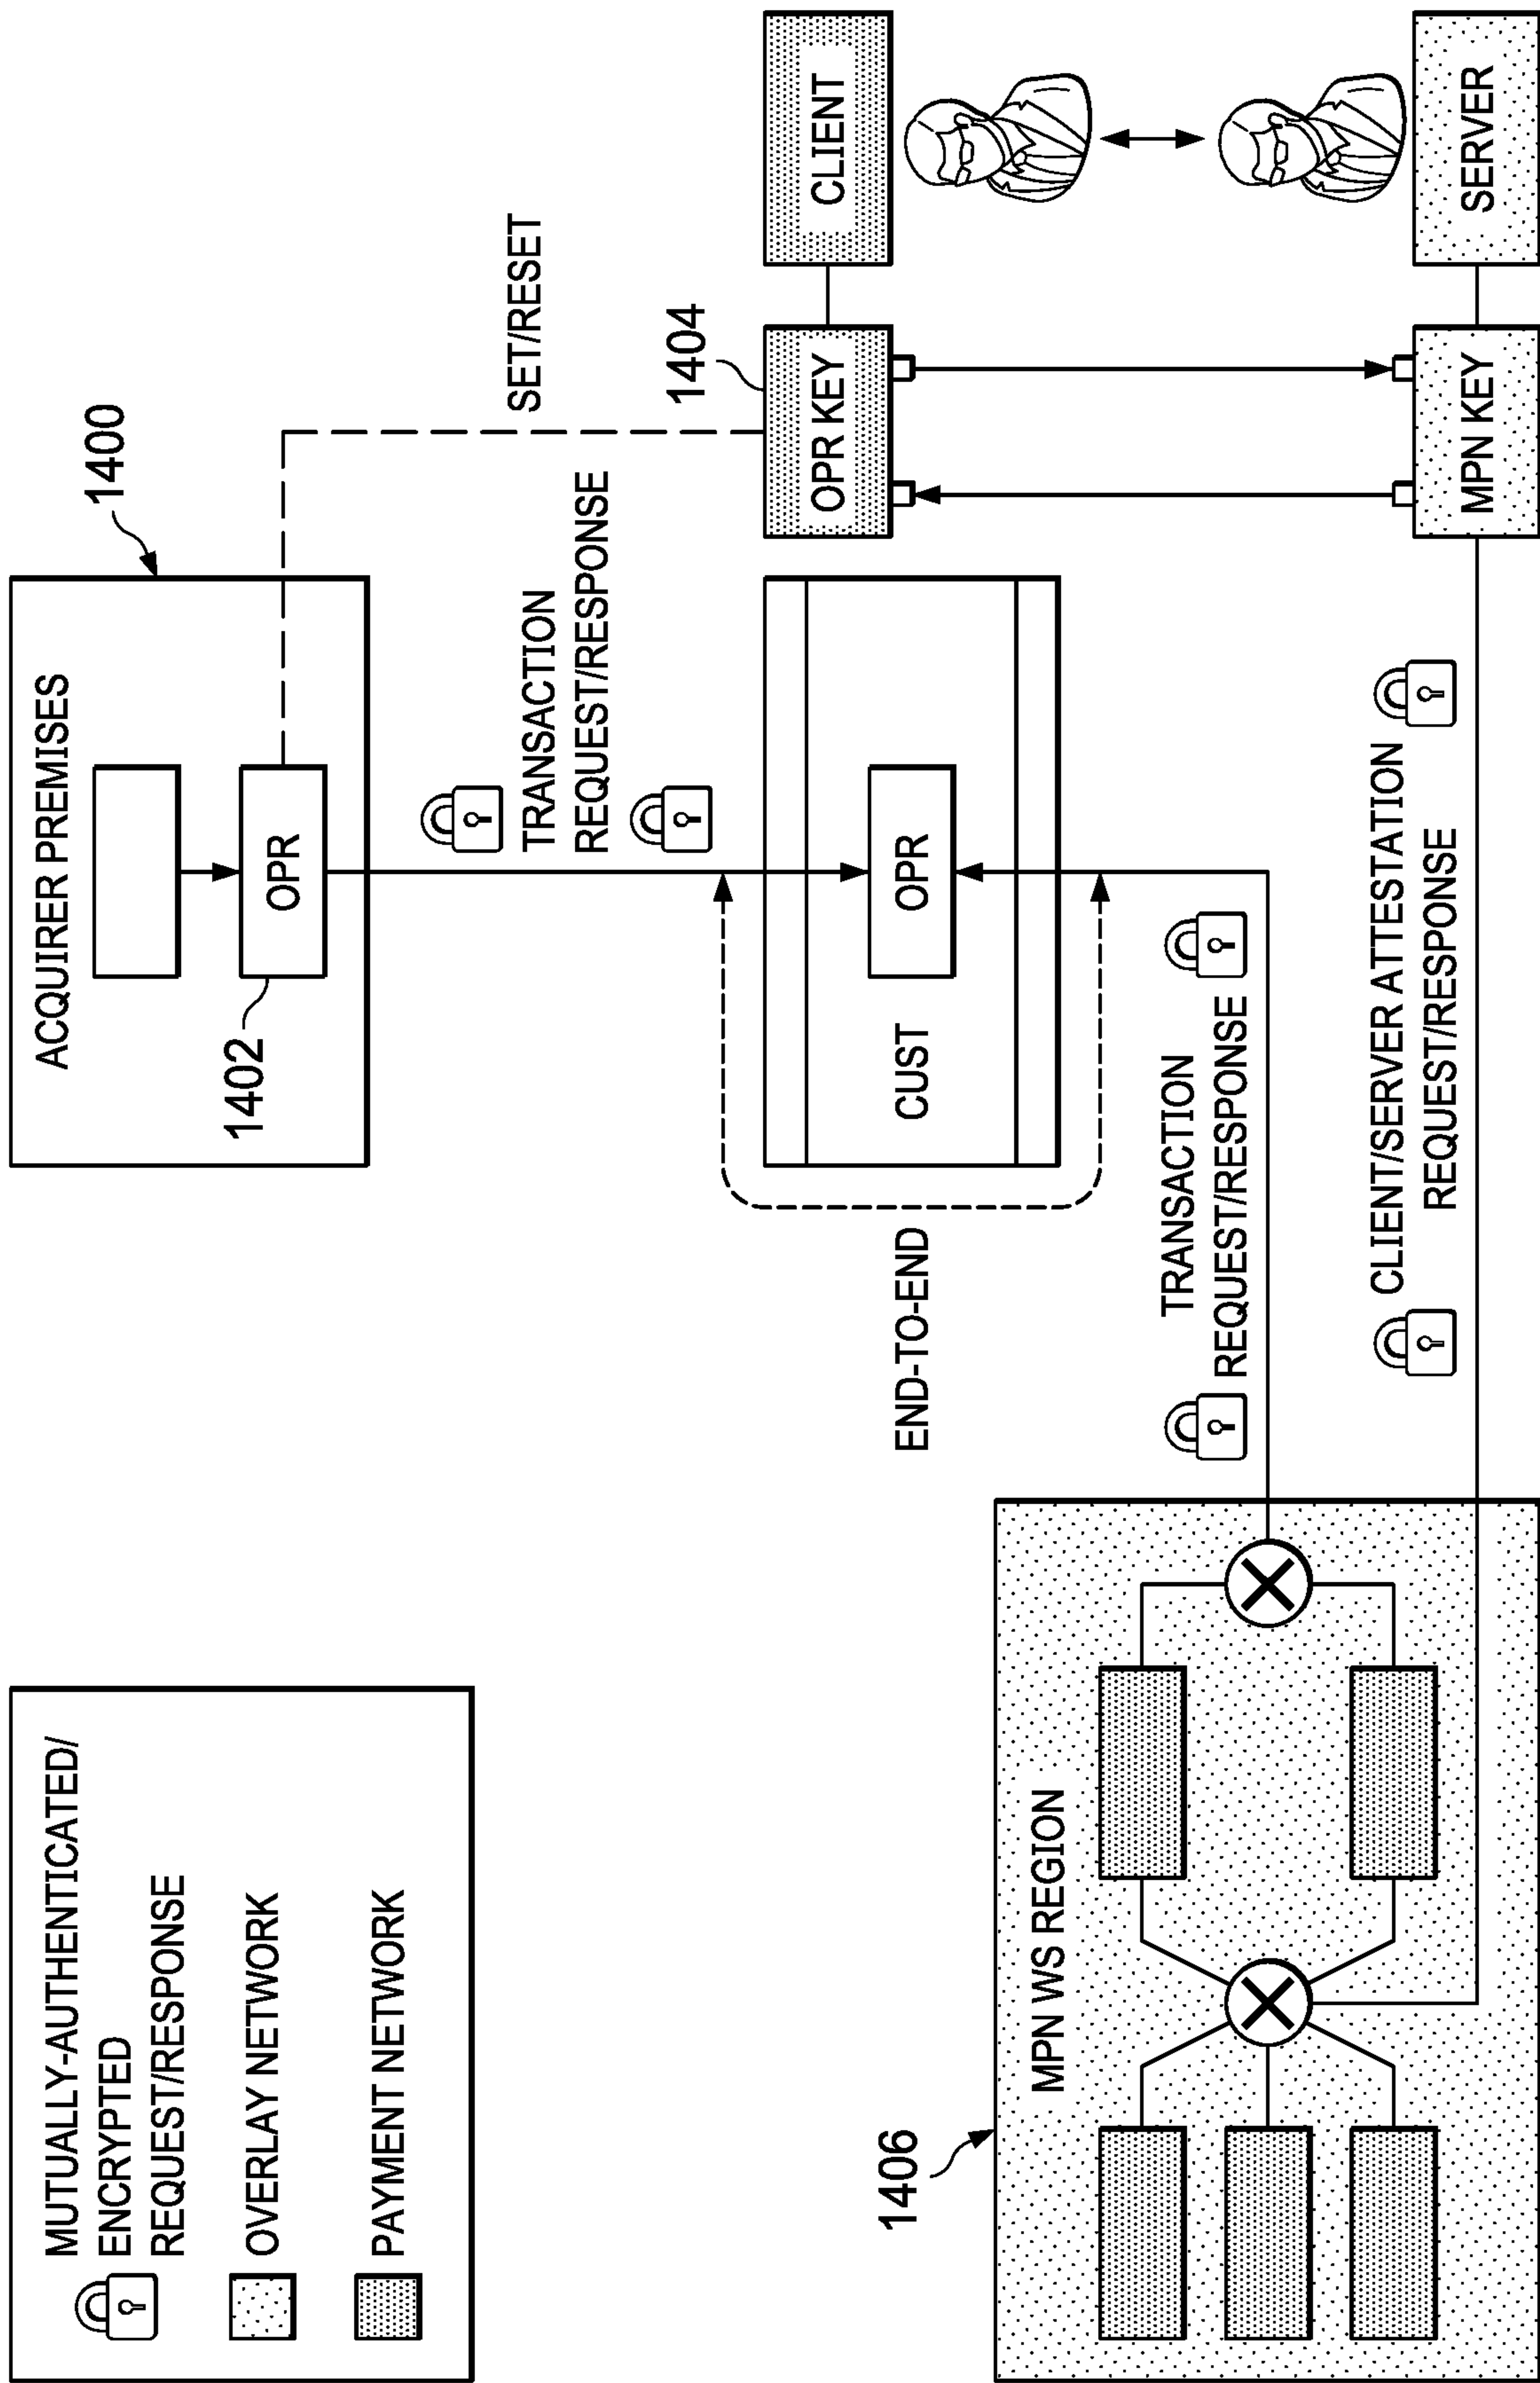 MUTUALLY-AUTHENTICATED/
ENCRYPTED
REQUEST/RESPONSE
OVERLAY NETWORK
PAYMENT NETWORK
ACQUIRER PREMISES
1400
OPR
1402
SET/RESET
TRANSACTION
REQUEST/RESPONSE
1404
OPR KEY
CLIENT
CUST
OPR
END-TO-END
TRANSACTION
REQUEST/RESPONSE
1406
MPN WS REGION
CLIENT/SERVER ATTESTATION
REQUEST/RESPONSE
MPN KEY
SERVER